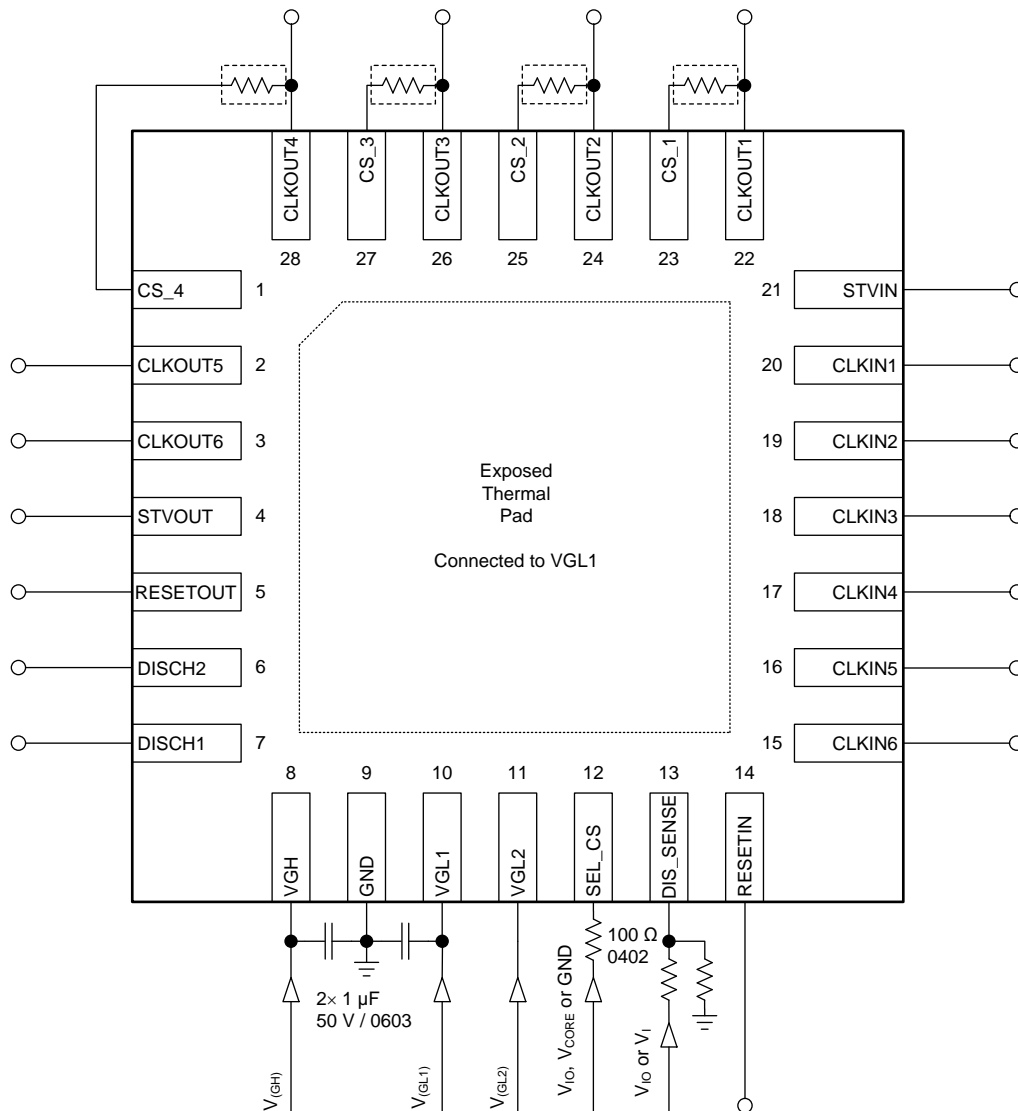 CLKOUT4
CS_3
CLKOUT3
CS_2
CLKOUT2
CS_1
CLKOUT1
28
27
26
25
24
23
22
CS_4
1
21
STVIN
CLKOUT5
2
20
CLKIN1
CLKOUT6
3
19
CLKIN2
STVOUT
4
18
CLKIN3
RESETOUT
5
17
CLKIN4
DISCH2
6
16
CLKIN5
DISCH1
7
15
CLKIN6
Exposed
Thermal
Pad
Connected to VGL1
8
9
10
11
12
13
14
VGH
GND
VGL1
VGL2
SEL_CS
DIS_SENSE
RESETIN
2× 1 µF
50 V / 0603
100 Ω
0402
V(GH)
V(GL1)
V(GL2)
VIO, VCORE or GND
VIO or VI